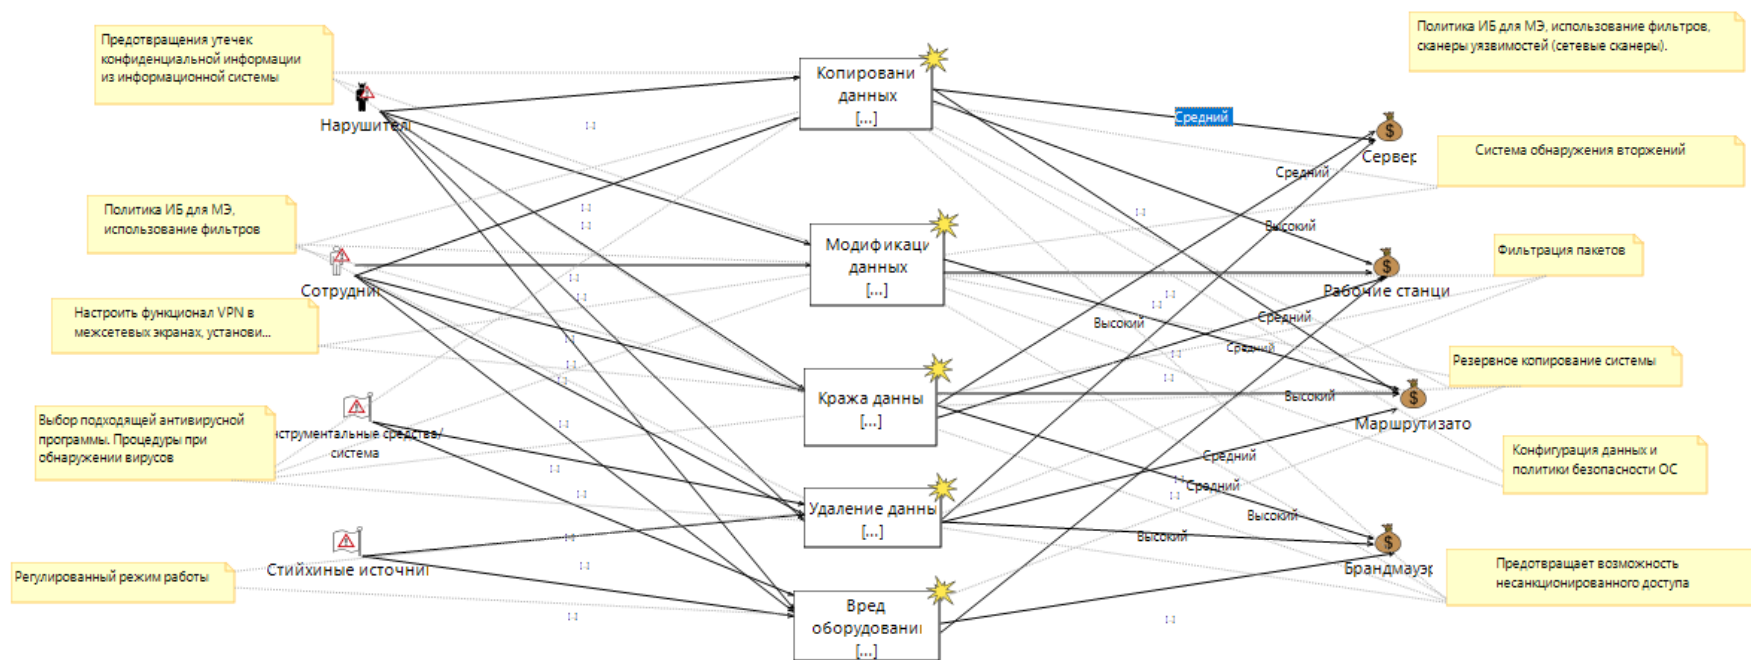 Предотвращения утечек
конфиденциальной информации
из информационной системы
Нарушител
Политика ИБ для МЭ,
использование фильтров
Сотрудни
Настроить функционал VPN в
межсетевых экранах, установи...
Выбор подходящей антивирусной
программы. Процедуры при
обнаружении вирусов
нструментальные средства/
система
Регулированный режим работы
Стийхиные источни
Копировани
данных
[...]
Модификаци
данных
[...]
Кража данны
[...]
Удаление данны
[...]
Вред
оборудовани
[...]
Средний
Средний
Высокий
Средний
Высокий
Средний
Высокий
Средний
Средний
Высокий
Высокий
Политика ИБ для МЭ, использование фильтров,
сканеры уязвимостей (сетевые сканеры).
Сервер
Система обнаружения вторжений
Фильтрация пакетов
Рабочие станци
Резервное копирование системы
Маршрутизато
Конфигурация данных и
политики безопасности ОС
Брандмауэр
Предотвращает возможность
несанкционированного доступа